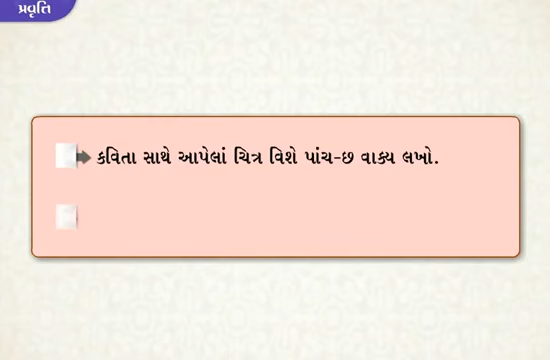 પ્રવૃત્તિ
કવિતા સાથે આપેલાં ચિત્ર વિશે પાંચ-છ વાક્ય લખો.